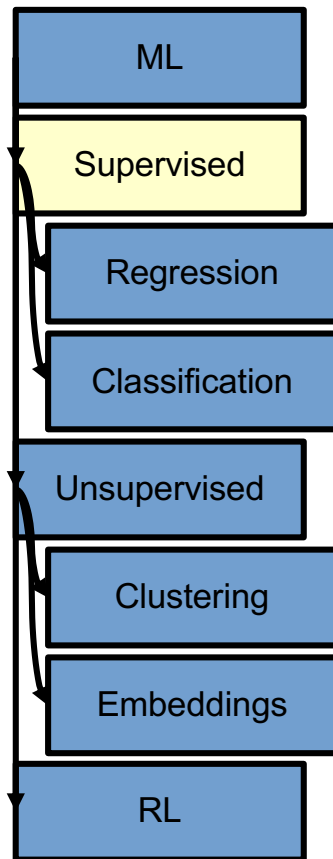 ML
Supervised
Regression
Classification
Unsupervised
Clustering
Embeddings
RL